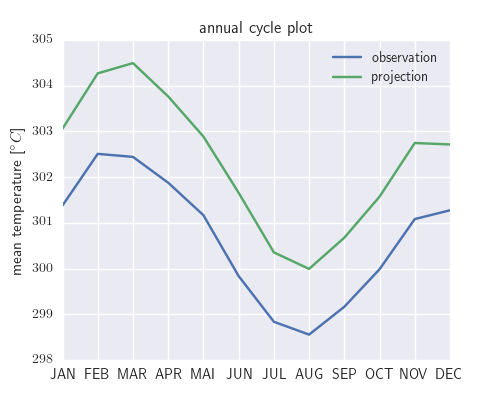 annual cycle plot
305
304
303
302
301
300
299
298
mean temperature [°C]
observation
projection
JAN FEB MAR APR MAI JUN JUL AUG SEP OCT NOV DEC